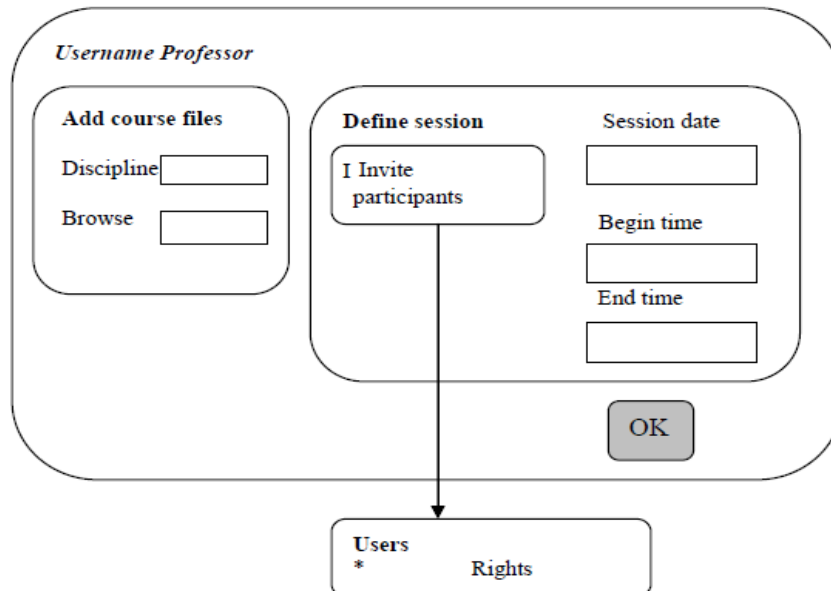 Username Professor
Add course files
Discipline
Browse
Define session
I Invite
participants
Session date
Begin time
End time
OK
Users
* Rights